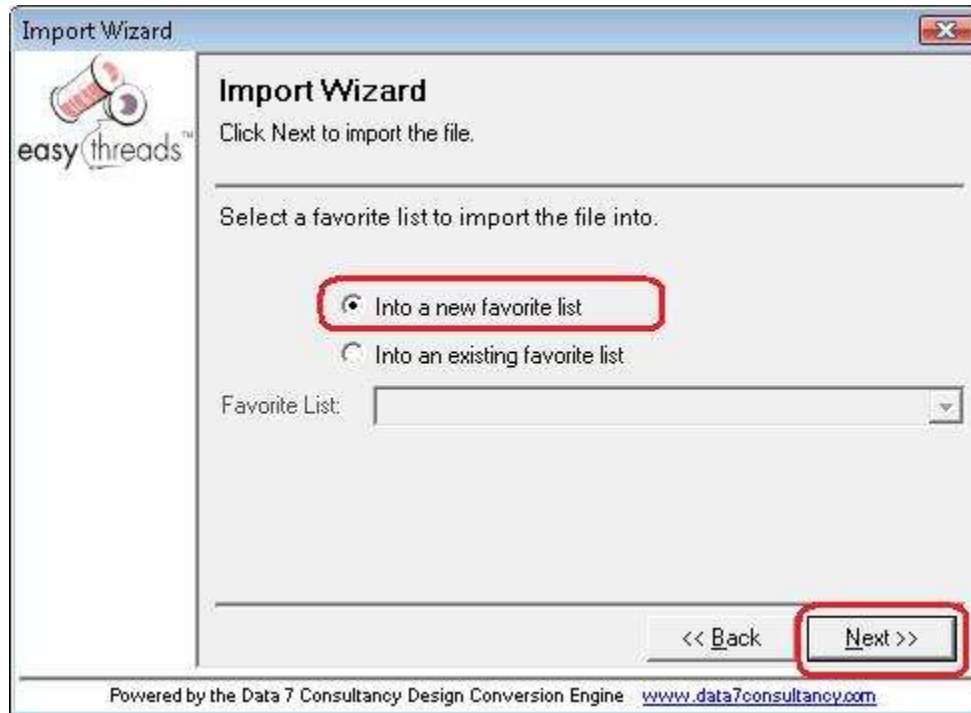 Import Wizard
easy threads™
Import Wizard
Click Next to import the file.
Select a favorite list to import the file into.
Into a new favorite list
Into an existing favorite list
Favorite List:
<< Back
Next >>
Powered by the Data 7 Consultancy Design Conversion Engine www.data7consultancy.com